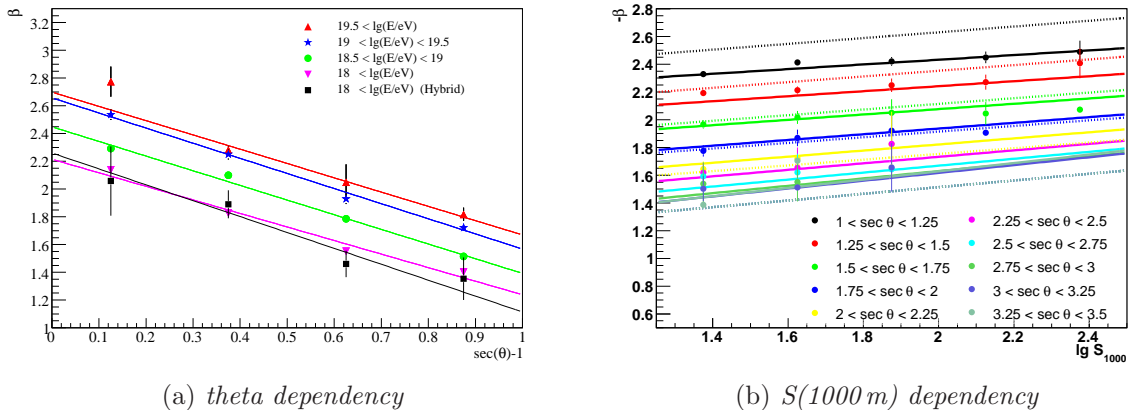 β
3.2
3
2.8
2.6
2.4
2.2
2
1.8
1.6
1.4
1.2
1
0 0.1 0.2 0.3 0.4 0.5 0.6 0.7 0.8 0.9 1
sec(θ)-1
19.5 < lg(E/eV)
19 < lg(E/eV) < 19.5
18.5 < lg(E/eV) < 19
18 < lg(E/eV)
18 < lg(E/eV) (Hybrid)
(a) theta dependency
-β
2.8
2.6
2.4
2.2
2
1.8
1.6
1.4
1.2
1
0.8
0.6
1.4 1.6 1.8 2 2.2 2.4
lg S1000
1 < sec θ < 1.25
1.25 < sec θ < 1.5
1.5 < sec θ < 1.75
1.75 < sec θ < 2
2 < sec θ < 2.25
2.25 < sec θ < 2.5
2.5 < sec θ < 2.75
2.75 < sec θ < 3
3 < sec θ < 3.25
3.25 < sec θ < 3.5
(b) S(1000 m) dependency